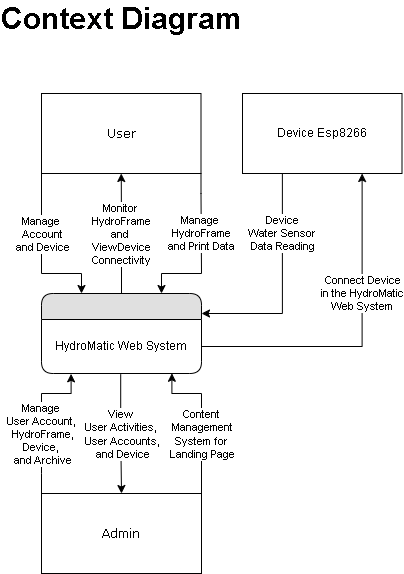 Context Diagram
User
Device Esp8266
Manage
Account
and Device
Monitor
HydroFrame
and
ViewDevice
Connectivity
Manage
HydroFrame
and Print Data
Device
Water Sensor
Data Reading
Connect Device
in the HydroMatic
Web System
HydroMatic Web System
Manage
User Account,
HydroFrame,
Device,
and Archive
View
User Activities,
User Accounts,
and Device
Content
Management
System for
Landing Page
Admin